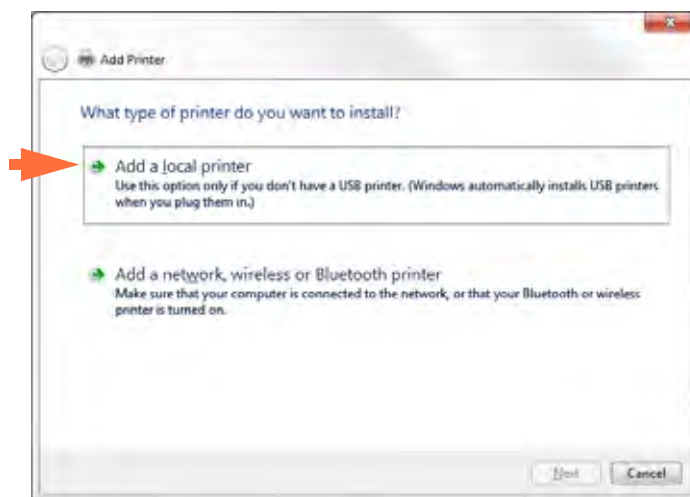 Add Printer
What type of printer do you want to install?
Add a local printer
Use this option only if you don't have a USB printer. (Windows automatically installs USB printers
when you plug them in.)
Add a network, wireless or Bluetooth printer
Make sure that your computer is connected to the network, or that your Bluetooth or wireless
printer is turned on.
Next Cancel